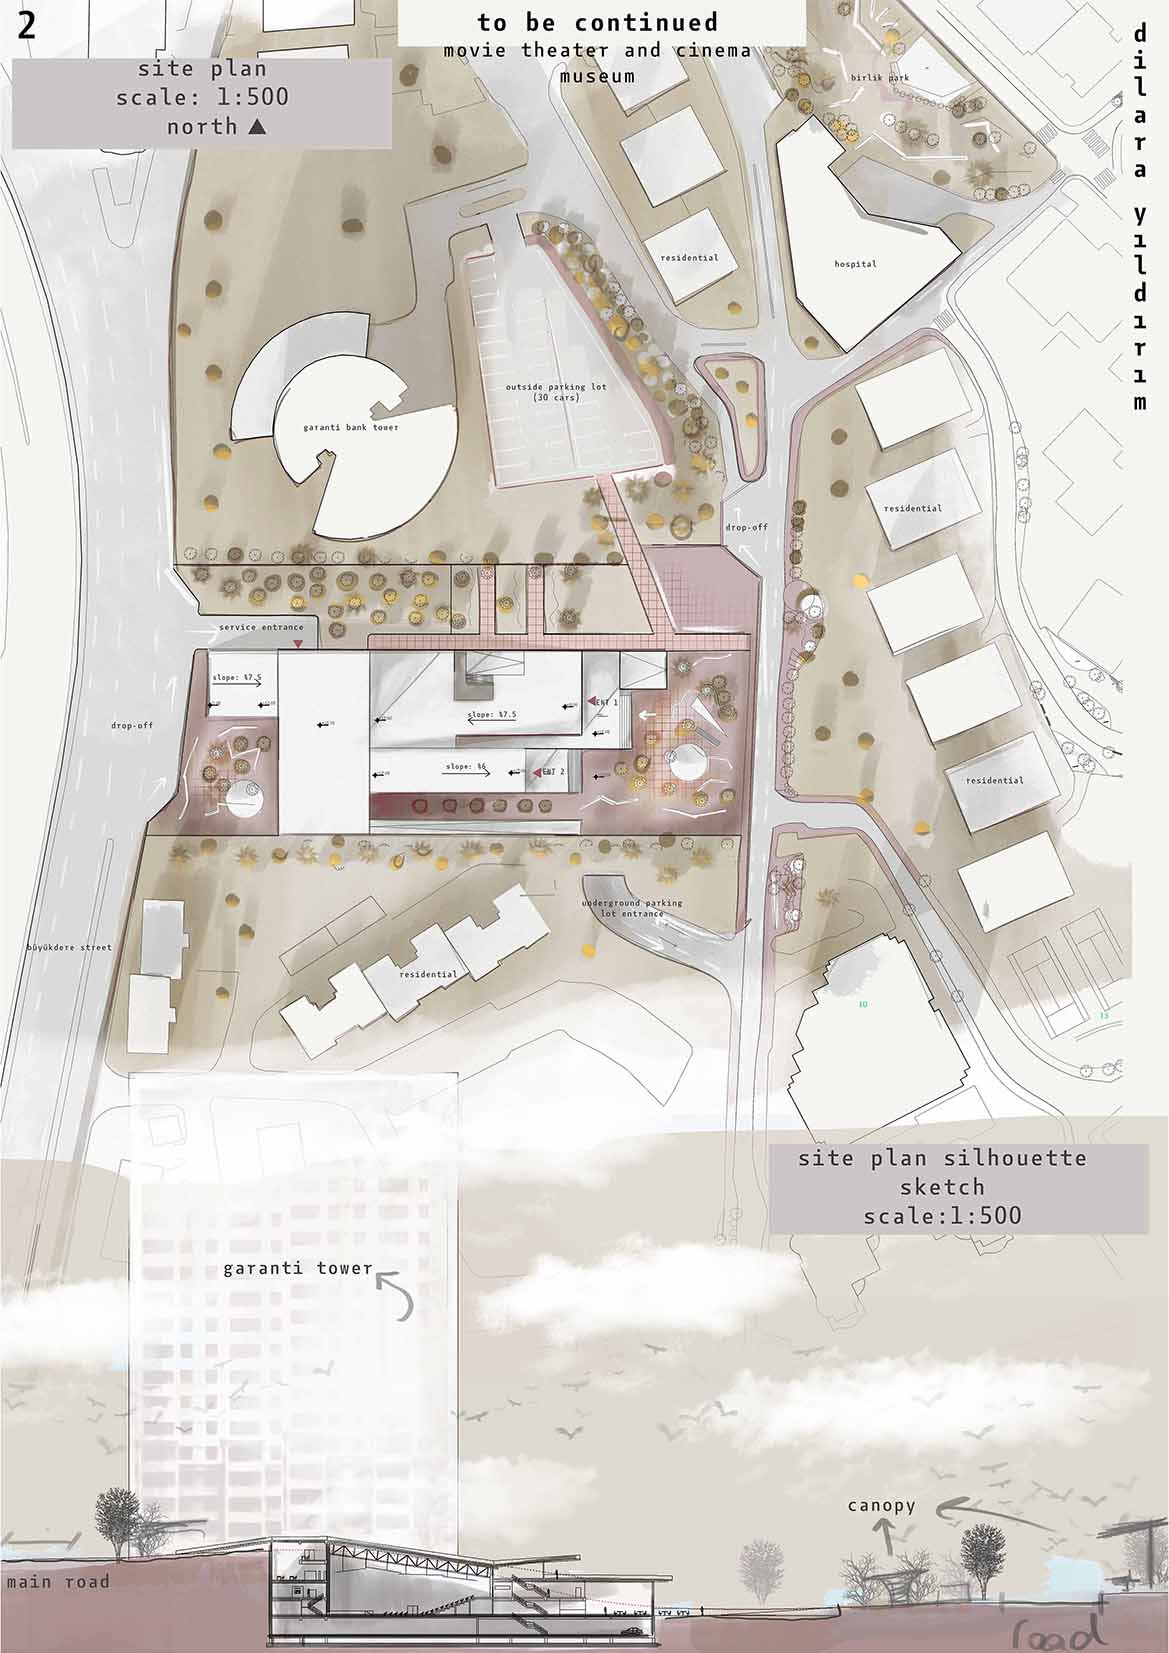 2
to be continued
movie theater and cinema
museum
dilara yıldırım
site plan
scale: 1:500
north
birlik park
residential
hospital
outside parking lot
(30 cars)
garanti bank tower
residential
drop-off
service entrance
slope: %7.5
ENT 1
slope: %7.5
drop-off
slope: %6
ENT 2
residential
underground parking
lot entrance
büyükdere street
residential
10
15
site plan silhouette
sketch
scale:1:500
garanti tower
canopy
main road
road